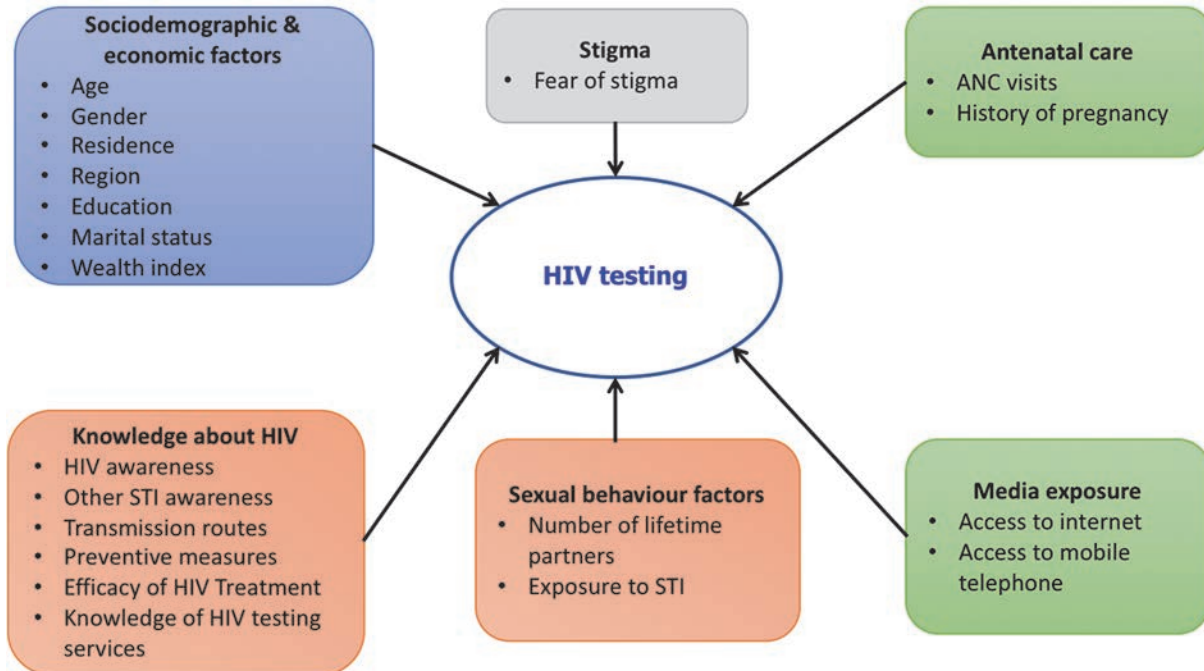 Sociodemographic &
economic factors
• Age
• Gender
• Residence
• Region
• Education
• Marital status
• Wealth index
Stigma
• Fear of stigma
Antenatal care
• ANC visits
• History of pregnancy
HIV testing
Knowledge about HIV
• HIV awareness
• Other STI awareness
• Transmission routes
• Preventive measures
• Efficacy of HIV Treatment
• Knowledge of HIV testing
services
Sexual behaviour factors
• Number of lifetime
partners
• Exposure to STI
Media exposure
• Access to internet
• Access to mobile
telephone